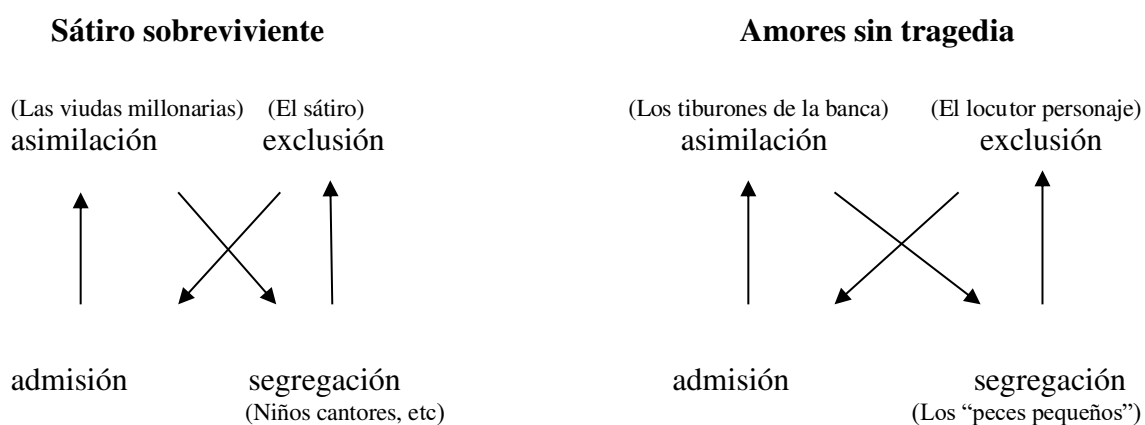 Sátiro sobreviviente
Amores sin tragedia
(Las viudas millonarias) (El sátiro)
asimilación exclusión
(Los tiburones de la banca) (El locutor personaje)
asimilación exclusión
admisión segregación
(Niños cantores, etc)
admisión segregación
(Los “peces pequeños”)